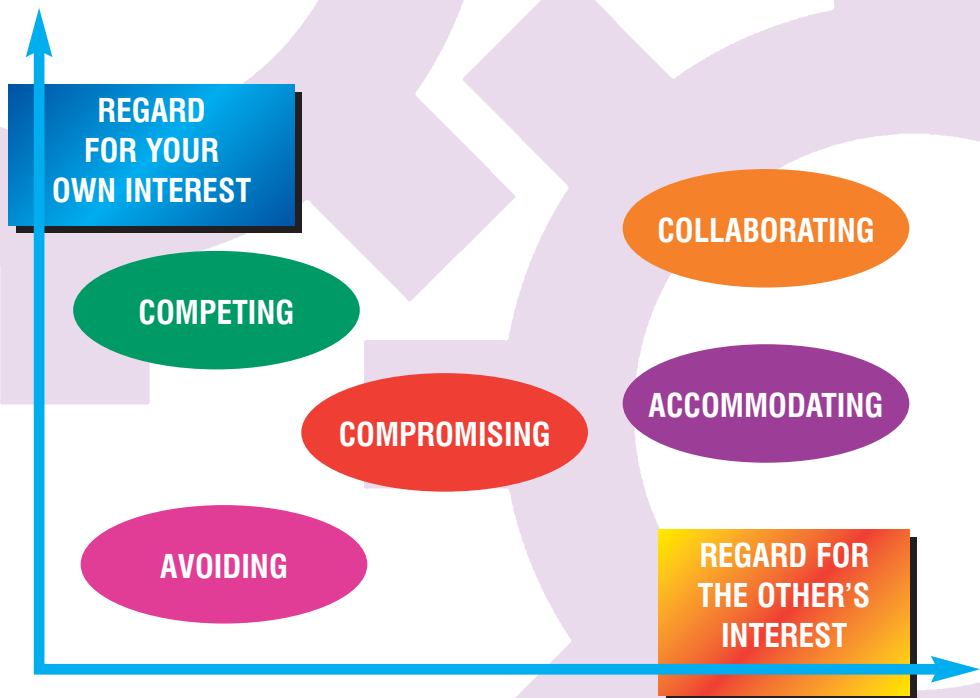 REGARD
FOR YOUR
OWN INTEREST
COLLABORATING
COMPETING
ACCOMMODATING
COMPROMISING
AVOIDING
REGARD FOR
THE OTHER’S
INTEREST